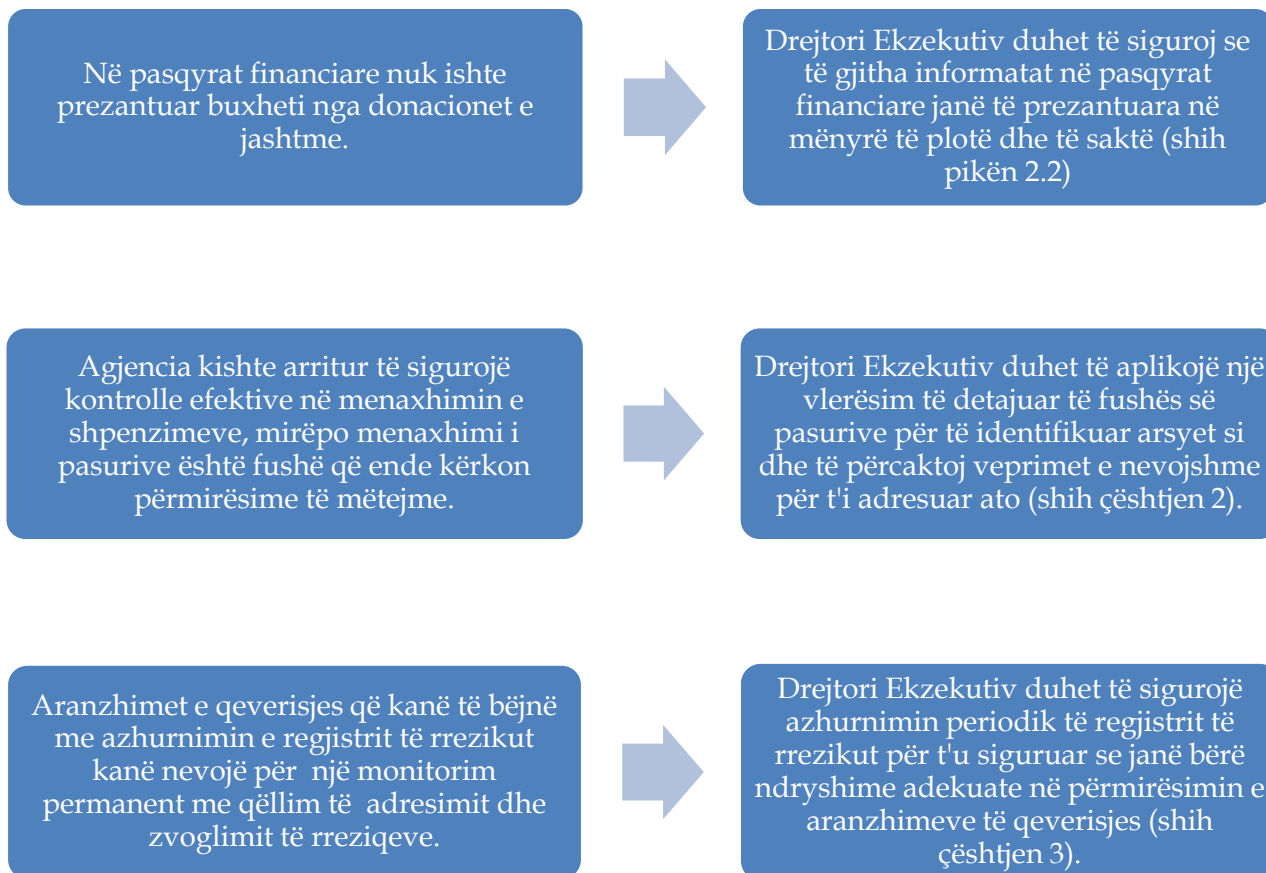 Në pasqyrat financiare nuk ishte
prezantuar buxheti nga donacionet e
jashtme.
Drejtori Ekzekutiv duhet të siguroj se
të gjitha informatat në pasqyrat
financiare janë të prezantuara në
mënyrë të plotë dhe të saktë (shih
pikën 2.2)
Agjencia kishte arritur të sigurojë
kontrolle efektive në menaxhimin e
shpenzimeve, mirëpo menaxhimi i
pasurive është fushë që ende kërkon
përmirësime të mëtejme.
Drejtori Ekzekutiv duhet të aplikojë një
vlerësim të detajuar të fushës së
pasurive për të identifikuar arsyet si
dhe të përcaktoj veprimet e nevojshme
për t'i adresuar ato (shih çështjen 2).
Aranzhimet e qeverisjes që kanë të bëjnë
me azhurnimin e regjistrit të rrezikut
kanë nevojë për një monitorim
permanent me qëllim të adresimit dhe
zvoglimit të rreziqeve.
Drejtori Ekzekutiv duhet të sigurojë
azhurnimin periodik të regjistrit të
rrezikut për t'u siguruar se janë bërë
ndryshime adekuate në përmirësimin e
aranzhimeve të qeverisjes (shih
çështjen 3).